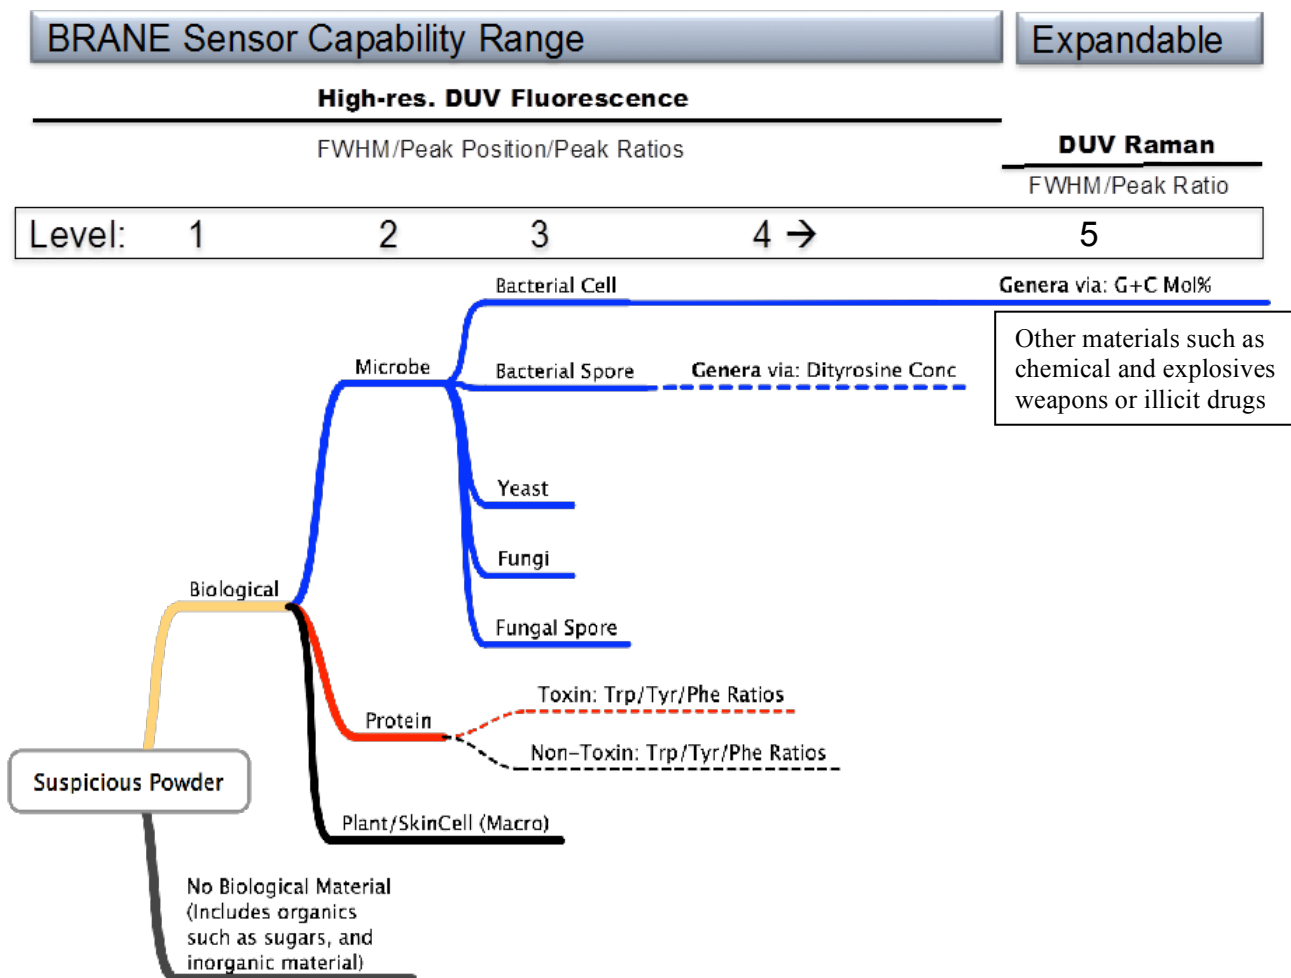 BRANE Sensor Capability Range
Expandable
High-res. DUV Fluorescence
FWHM/Peak Position/Peak Ratios
DUV Raman
FWHM/Peak Ratio
Level: 1 2 3 4 → 5
Bacterial Cell
Genera via: G+C Mol%
Other materials such as
chemical and explosives
weapons or illicit drugs
Microbe
Bacterial Spore
Genera via: Dityrosine Conc
Yeast
Fungi
Biological
Fungal Spore
Toxin: Trp/Tyr/Phe Ratios
Protein
Non-Toxin: Trp/Tyr/Phe Ratios
Suspicious Powder
Plant/SkinCell (Macro)
No Biological Material
(Includes organics
such as sugars, and
inorganic material)